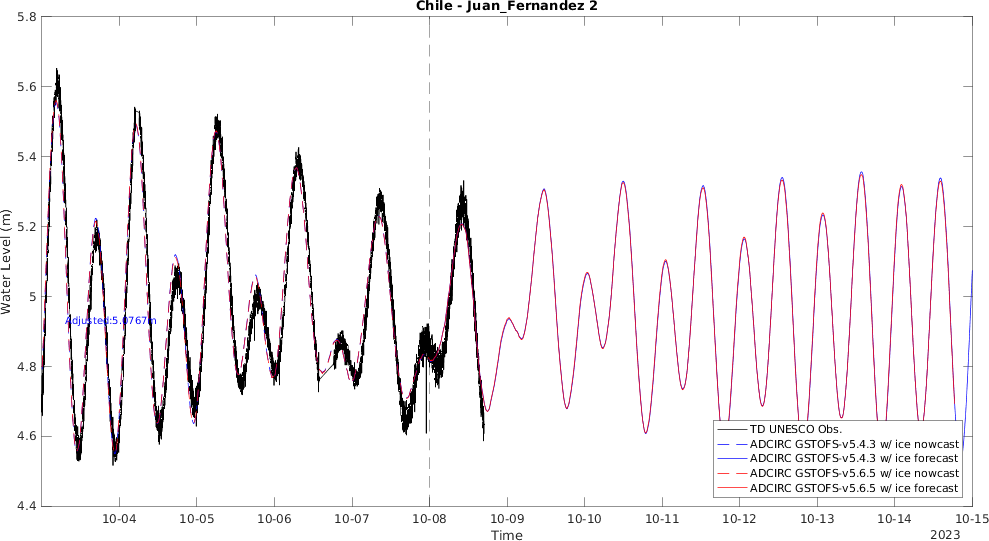 Chile - Juan_Fernandez 2
5.8
5.6
5.4
5.2
5
4.8
4.6
4.4
Water Level (m)
Adjusted:5.0767m
TD UNESCO Obs.
ADCIRC GSTOFS-v5.4.3 w/ ice nowcast
ADCIRC GSTOFS-v5.4.3 w/ ice forecast
ADCIRC GSTOFS-v5.6.5 w/ ice nowcast
ADCIRC GSTOFS-v5.6.5 w/ ice forecast
10-04 10-05 10-06 10-07 10-08 10-09 10-10 10-11 10-12 10-13 10-14 10-15
Time
2023